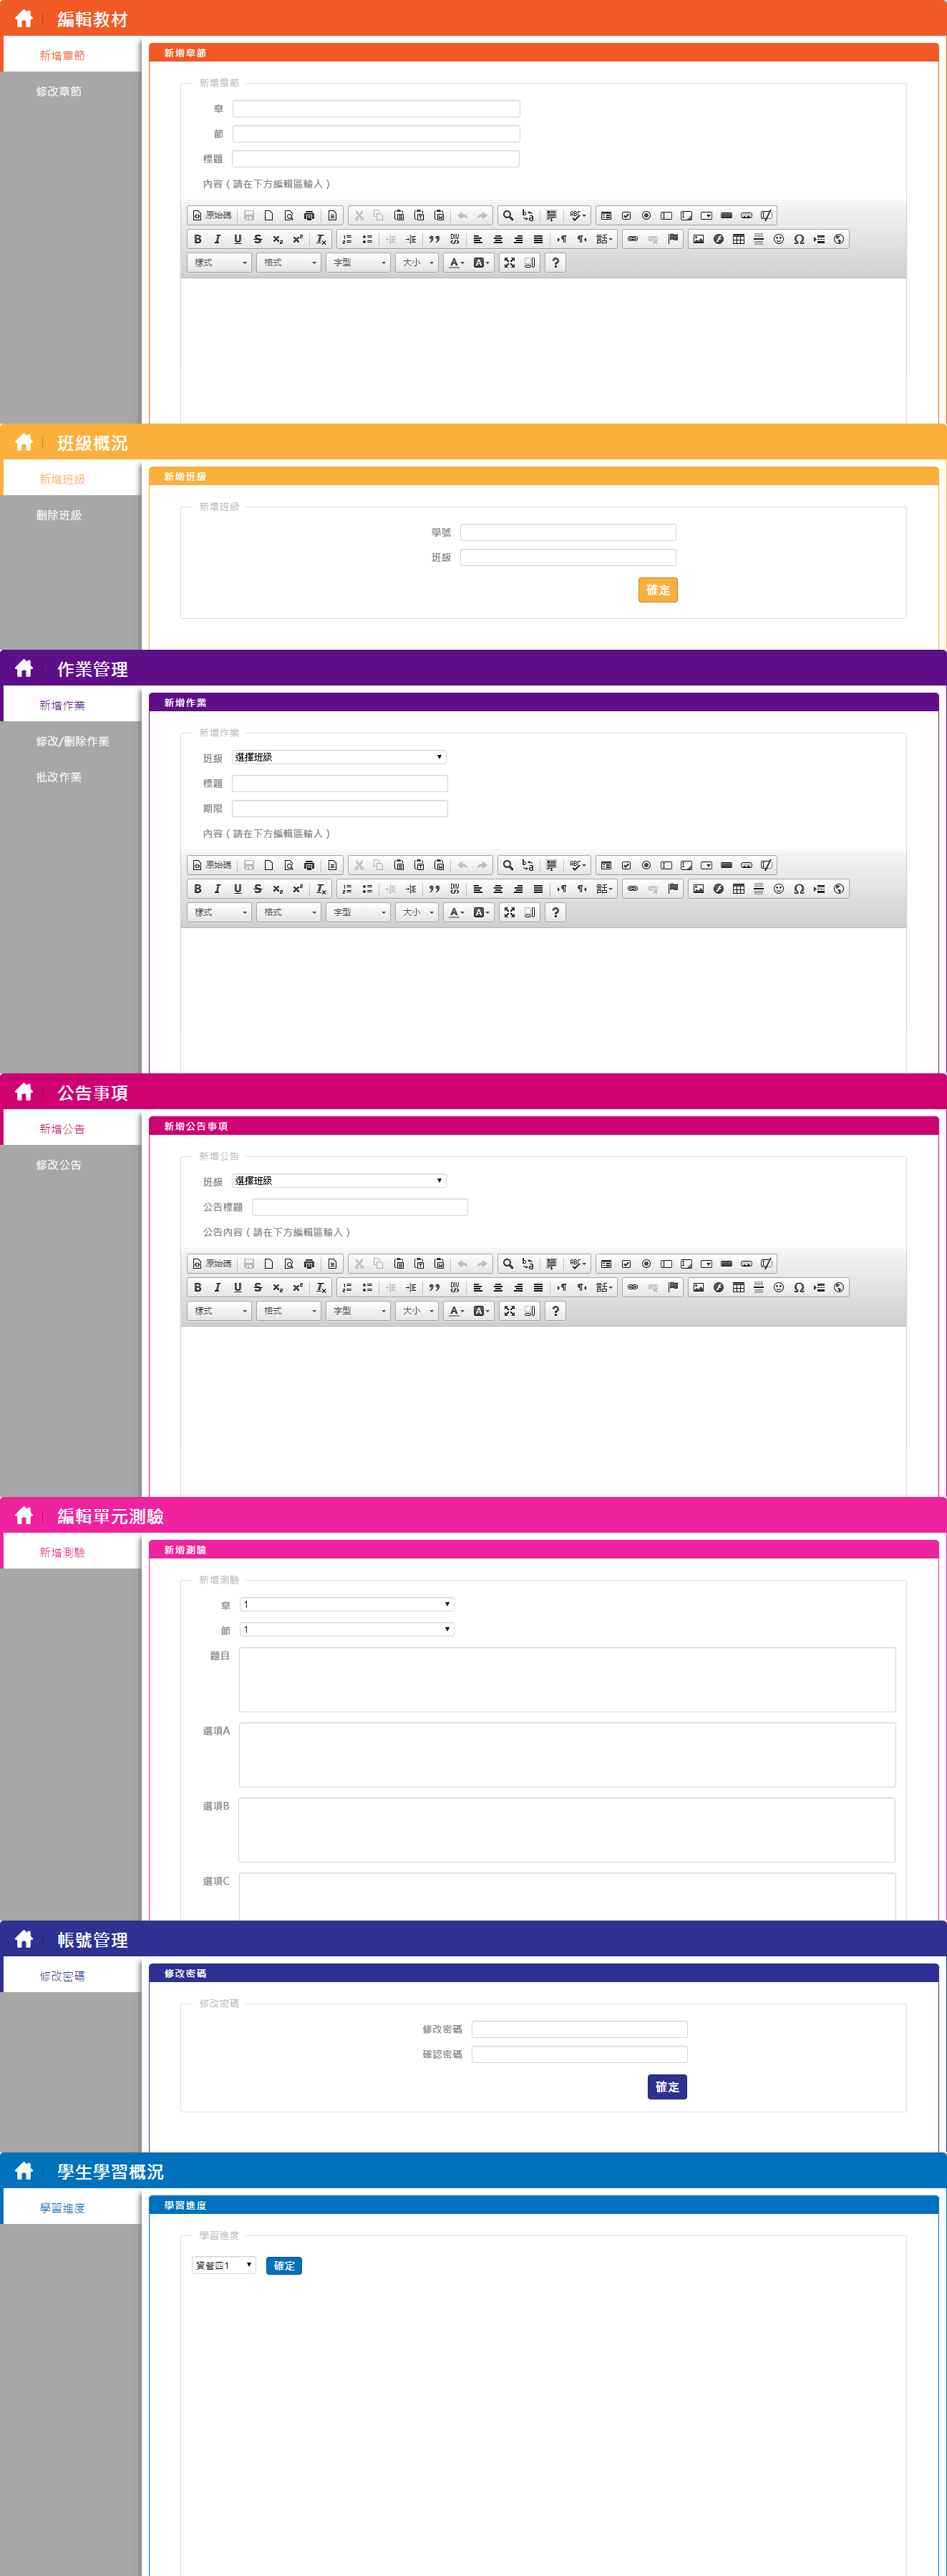 編輯教材
新增章節
修改章節
新增章節
新增章節
章
節
標題
內容 ( 請在下方編輯區輸入 )
原始碼
樣式 格式 字型 大小
班級概況
新增班級
刪除班級
新增班級
新增班級
學號
班級
確定
作業管理
新增作業
修改/刪除作業
批改作業
新增作業
新增作業
班級 選擇班級
標題
期限
內容 ( 請在下方編輯區輸入 )
原始碼
樣式 格式 字型 大小
公告事項
新增公告
修改公告
新增公告事項
新增公告
班級 選擇班級
公告標題
公告內容 ( 請在下方編輯區輸入 )
原始碼
樣式 格式 字型 大小
編輯單元測驗
新增測驗
新增測驗
新增測驗
章 1
節 1
題目
選項A
選項B
選項C
帳號管理
修改密碼
修改密碼
修改密碼
修改密碼
確認密碼
確定
學生學習概況
學習進度
學習進度
學習進度
資營四1 確定